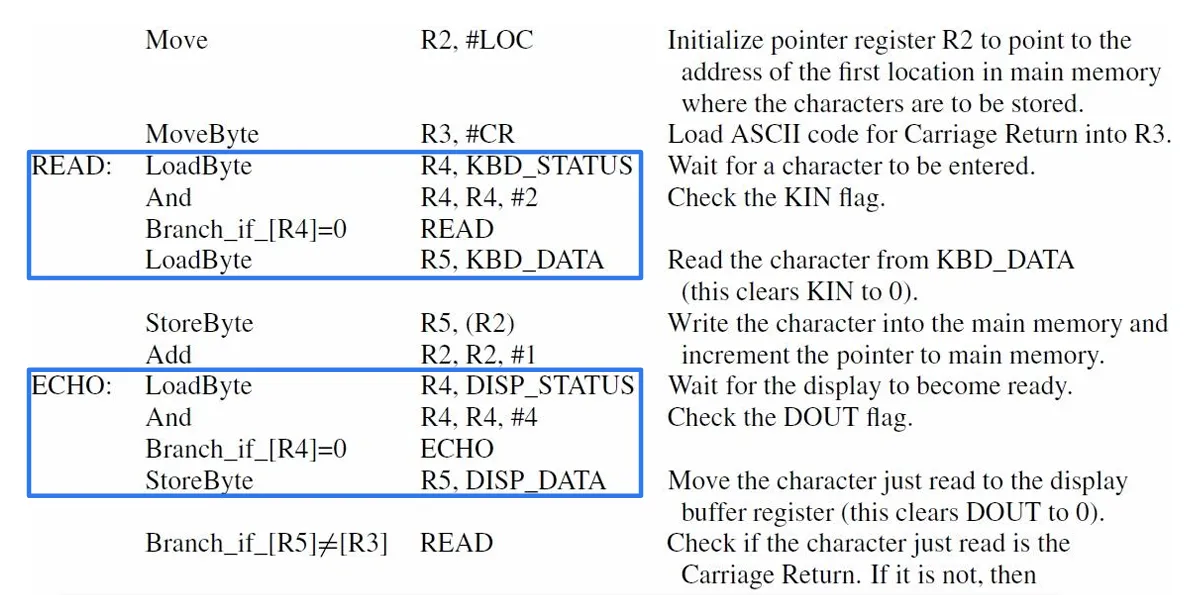 Move R2, #LOC Initialize pointer register R2 to point to the
address of the first location in main memory
where the characters are to be stored.
MoveByte R3, #CR Load ASCII code for Carriage Return into R3.
READ: LoadByte R4, KBD_STATUS Wait for a character to be entered.
And R4, R4, #2 Check the KIN flag.
Branch_if_[R4]=0 READ
LoadByte R5, KBD_DATA Read the character from KBD_DATA
(this clears KIN to 0).
StoreByte R5, (R2) Write the character into the main memory and
Add R2, R2, #1 increment the pointer to main memory.
ECHO: LoadByte R4, DISP_STATUS Wait for the display to become ready.
And R4, R4, #4 Check the DOUT flag.
Branch_if_[R4]=0 ECHO
StoreByte R5, DISP_DATA Move the character just read to the display
buffer register (this clears DOUT to 0).
Branch_if_[R5]≠[R3] READ Check if the character just read is the
Carriage Return. If it is not, then